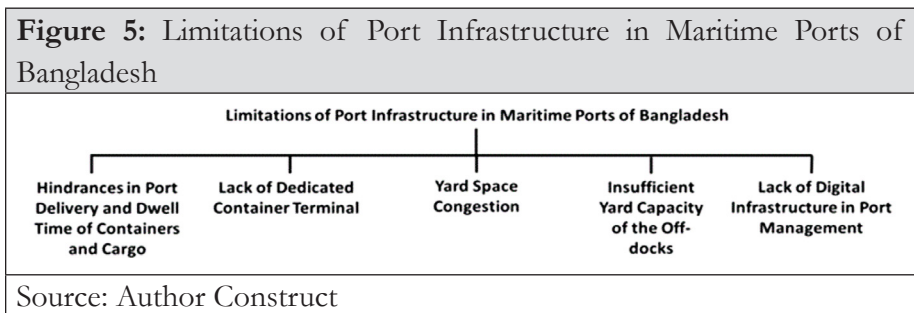 Figure 5: Limitations of Port Infrastructure in Maritime Ports of
Bangladesh
Limitations of Port Infrastructure in Maritime Ports of Bangladesh
Hindrances in Port
Delivery and Dwell
Time of Containers
and Cargo
Lack of Dedicated
Container Terminal
Yard Space
Congestion
Insufficient
Yard Capacity
of the Off-
docks
Lack of Digital
Infrastructure in Port
Management
Source: Author Construct